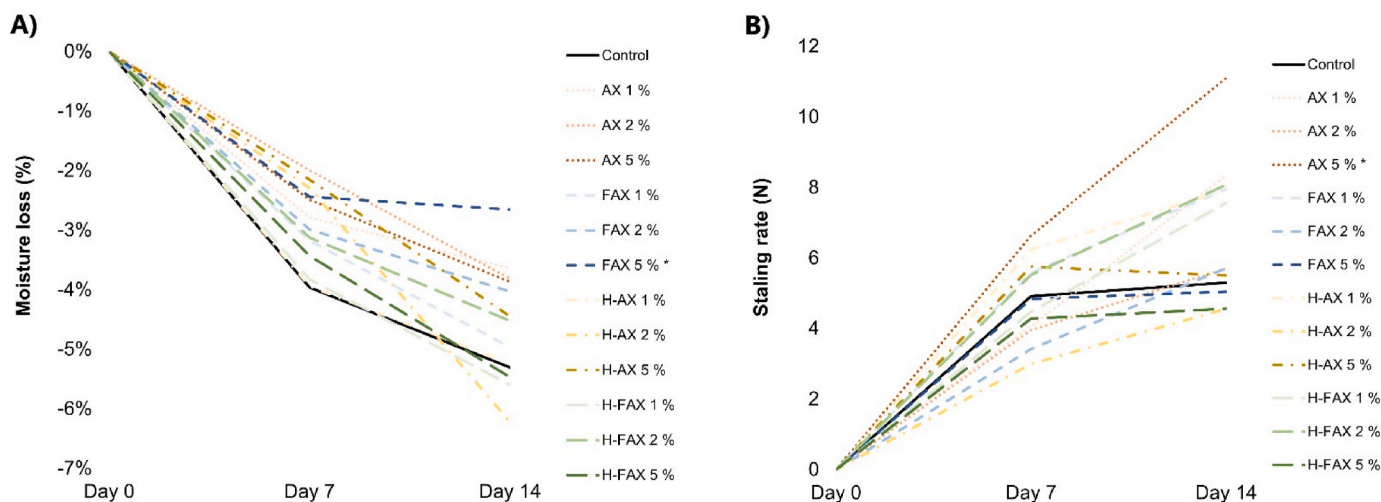 A)
0%
-1%
-2%
-3%
-4%
-5%
-6%
-7%
Moisture loss (%)
Day 0
Day 7
Day 14
Control
AX 1 %
AX 2 %
AX 5 %
FAX 1 %
FAX 2 %
FAX 5 % *
H-AX 1 %
H-AX 2 %
H-AX 5 %
H-FAX 1 %
H-FAX 2 %
H-FAX 5 %
B)
12
10
8
6
4
2
0
Staling rate (N)
Day 0
Day 7
Day 14
Control
AX 1 %
AX 2 %
AX 5 % *
FAX 1 %
FAX 2 %
FAX 5 %
H-AX 1 %
H-AX 2 %
H-AX 5 %
H-FAX 1 %
H-FAX 2 %
H-FAX 5 %